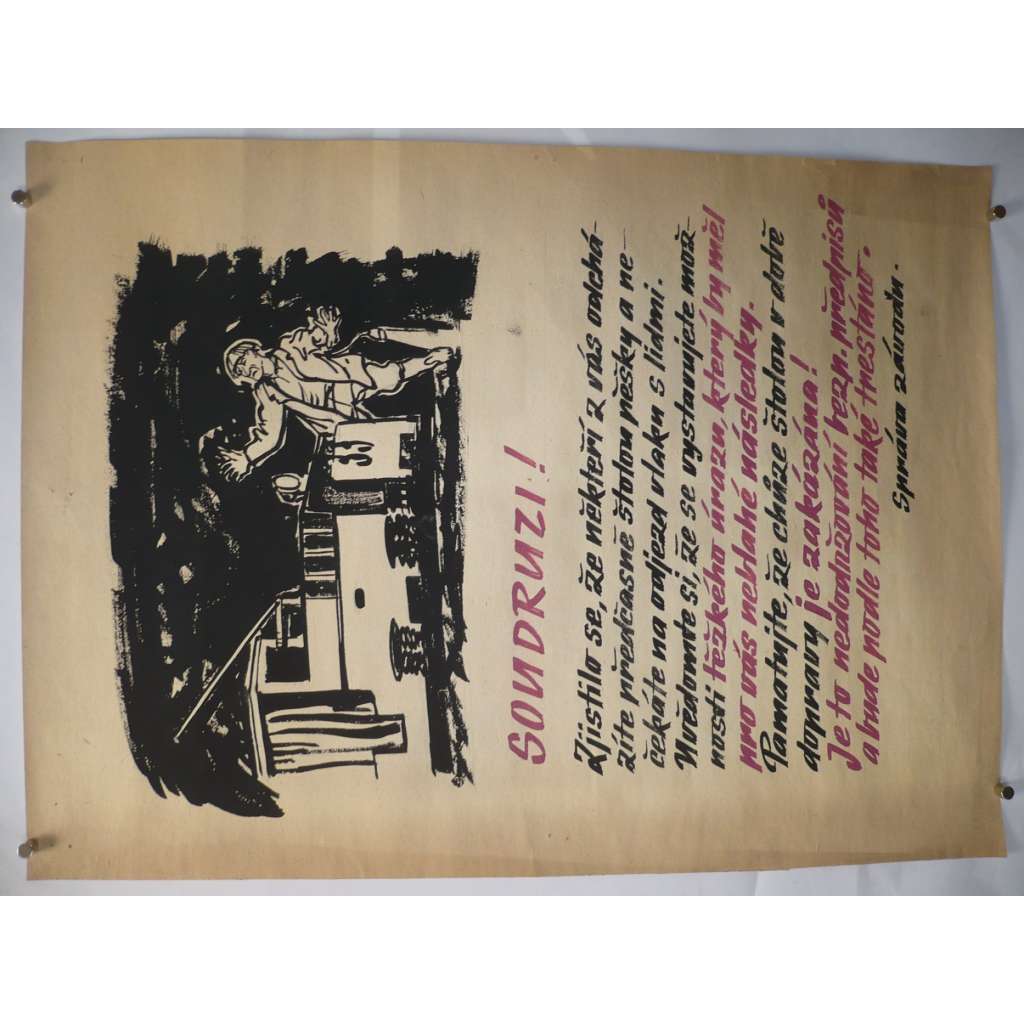 33
SOUDRUZI!
Zjistilo se, že někteří z vás odchá-
zíte předčasně štolou pěšky a ne-
čekáte na odjezd vlaku s lidmi.
Uvědomte si, že se vystavujete mož-
nosti těžkého úrazu, který by měl
pro vás neblahé následky.
Pamatujte, že chůze štolou v době
dopravy je zakázána!
Je to nedodržování bezp. předpisů
a bude podle toho také trestáno.
Správa závodu.